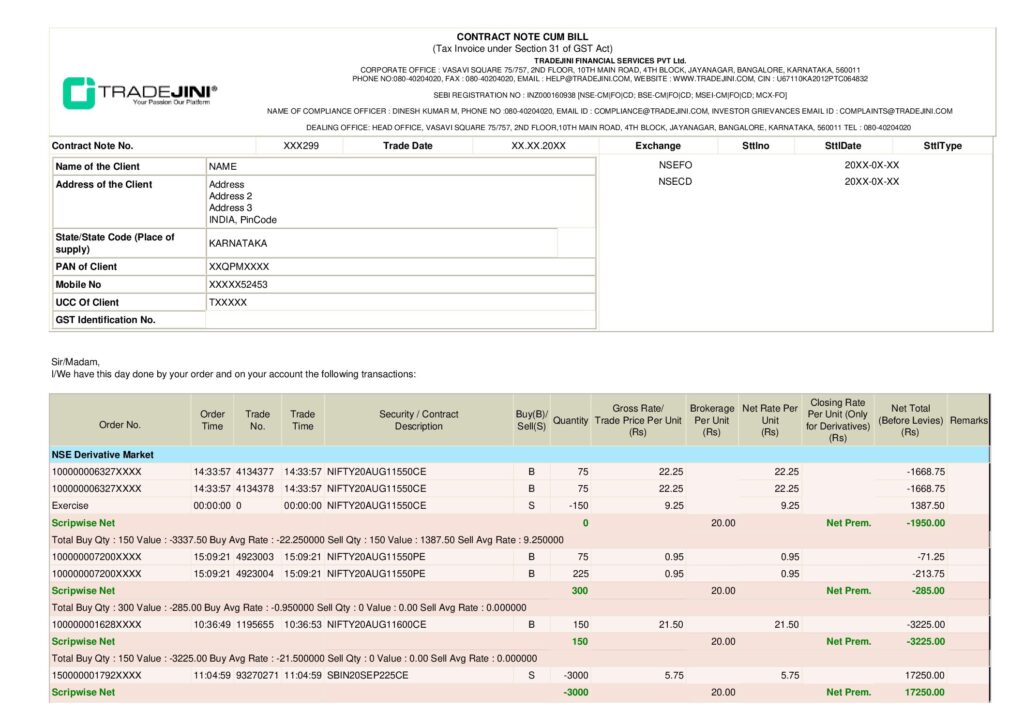 CONTRACT NOTE CUM BILL
(Tax Invoice under Section 31 of GST Act)
TRADEJINI FINANCIAL SERVICES PVT Ltd.
CORPORATE OFFICE : VASAVI SQUARE 75/757, 2ND FLOOR, 10TH MAIN ROAD, 4TH BLOCK, JAYANAGAR, BANGALORE, KARNATAKA, 560011
PHONE NO:080-40204020, FAX : 080-40204020, EMAIL : HELP@TRADEJINI.COM, WEBSITE : WWW.TRADEJINI.COM, CIN : U67110KA2012PTC064832
SEBI REGISTRATION NO : INZ000160938 [NSE-CM|FO|CD; BSE-CM|FO|CD; MSEI-CM|FO|CD; MCX-FO]
TRADEJINI®
Your Passion Our Platform
NAME OF COMPLIANCE OFFICER : DINESH KUMAR M, PHONE NO :080-40204020, EMAIL ID : COMPLIANCE@TRADEJINI.COM, INVESTOR GRIEVANCES EMAIL ID : COMPLAINTS@TRADEJINI.COM
DEALING OFFICE: HEAD OFFICE, VASAVI SQUARE 75/757, 2ND FLOOR,10TH MAIN ROAD, 4TH BLOCK, JAYANAGAR, BANGALORE, KARNATAKA, 560011 TEL : 080-40204020
Contract Note No. XXX299 Trade Date XX.XX.20XX Exchange Sttlno SttlDate SttlType
Name of the Client NAME NSEFO 20XX-0X-XX
Address of the Client Address NSECD 20XX-0X-XX
Address 2
Address 3
INDIA, PinCode
State/State Code (Place of supply) KARNATAKA
PAN of Client XXQPMXXXX
Mobile No XXXXX52453
UCC Of Client TXXXXX
GST Identification No.
Sir/Madam,
I/We have this day done by your order and on your account the following transactions:
Order No. Order Time Trade No. Trade Time Security / Contract Description Buy(B)/ Sell(S) Quantity Gross Rate/ Trade Price Per Unit (Rs) Brokerage Per Unit (Rs) Net Rate Per Unit (Rs) Closing Rate Per Unit (Only for Derivatives) (Rs) Net Total (Before Levies) (Rs) Remarks
NSE Derivative Market
100000006327XXXX 14:33:57 4134377 14:33:57 NIFTY20AUG11550CE B 75 22.25 22.25 -1668.75
100000006327XXXX 14:33:57 4134378 14:33:57 NIFTY20AUG11550CE B 75 22.25 22.25 -1668.75
Exercise 00:00:00 0 00:00:00 NIFTY20AUG11550CE S -150 9.25 9.25 1387.50
Scripwise Net 0 20.00 Net Prem. -1950.00
Total Buy Qty : 150 Value : -3337.50 Buy Avg Rate : -22.250000 Sell Qty : 150 Value : 1387.50 Sell Avg Rate : 9.250000
100000007200XXXX 15:09:21 4923003 15:09:21 NIFTY20AUG11550PE B 75 0.95 0.95 -71.25
100000007200XXXX 15:09:21 4923004 15:09:21 NIFTY20AUG11550PE B 225 0.95 0.95 -213.75
Scripwise Net 300 20.00 Net Prem. -285.00
Total Buy Qty : 300 Value : -285.00 Buy Avg Rate : -0.950000 Sell Qty : 0 Value : 0.00 Sell Avg Rate : 0.000000
100000001628XXXX 10:36:49 1195655 10:36:53 NIFTY20AUG11600CE B 150 21.50 21.50 -3225.00
Scripwise Net 150 20.00 Net Prem. -3225.00
Total Buy Qty : 150 Value : -3225.00 Buy Avg Rate : -21.500000 Sell Qty : 0 Value : 0.00 Sell Avg Rate : 0.000000
150000001792XXXX 11:04:59 93270271 11:04:59 SBIN20SEP225CE S -3000 5.75 5.75 17250.00
Scripwise Net -3000 20.00 Net Prem. 17250.00